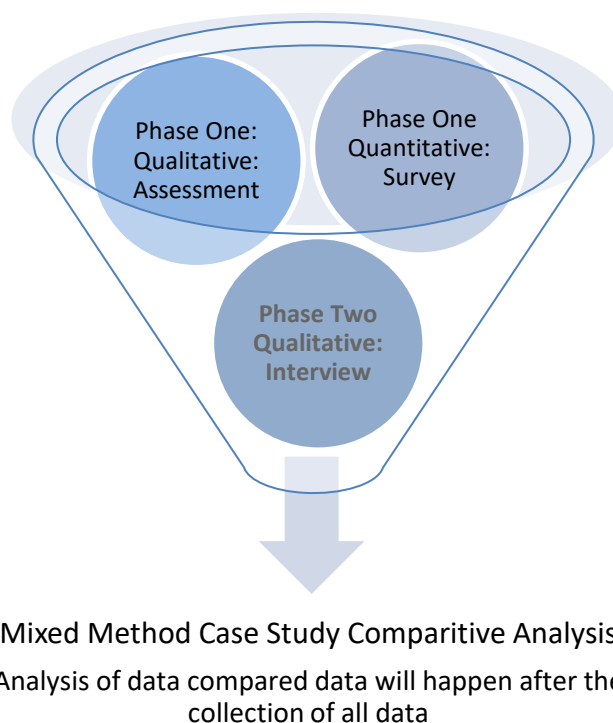 Phase One:
Qualitative:
Assessment
Phase One
Quantitative:
Survey
Phase Two
Qualitative:
Interview
Mixed Method Case Study Comparitive Analysis
Analysis of data compared data will happen after the
collection of all data